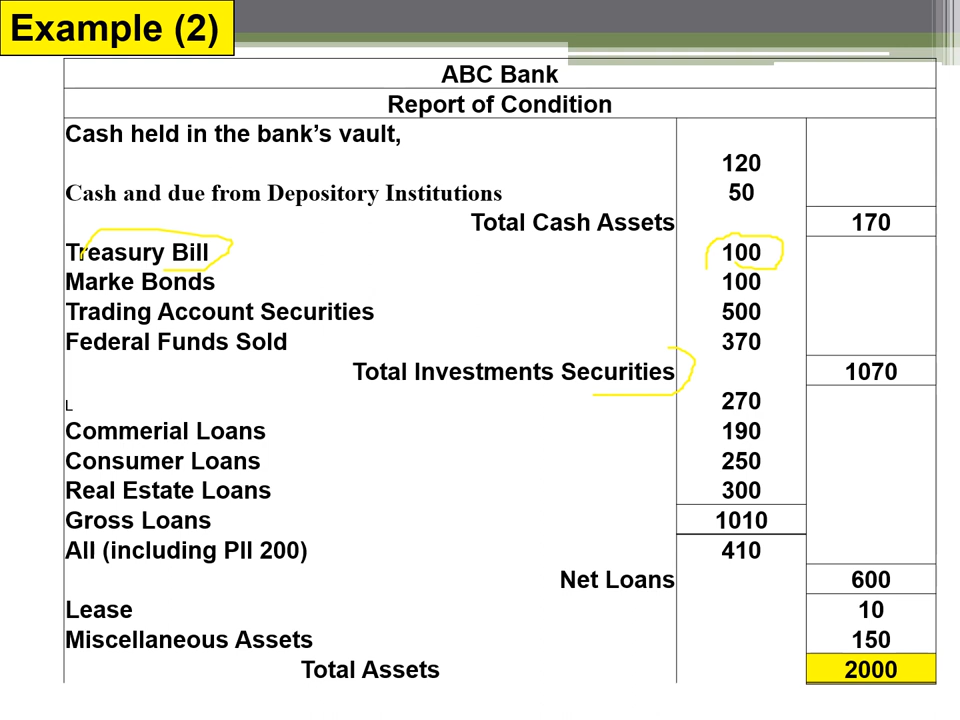 Example (2)
ABC Bank
Report of Condition
Cash held in the bank’s vault,
120
Cash and due from Depository Institutions 50
Total Cash Assets 170
Treasury Bill 100
Marke Bonds 100
Trading Account Securities 500
Federal Funds Sold 370
Total Investments Securities 1070
L 270
Commerial Loans 190
Consumer Loans 250
Real Estate Loans 300
Gross Loans 1010
All (including Pll 200) 410
Net Loans 600
Lease 10
Miscellaneous Assets 150
Total Assets 2000